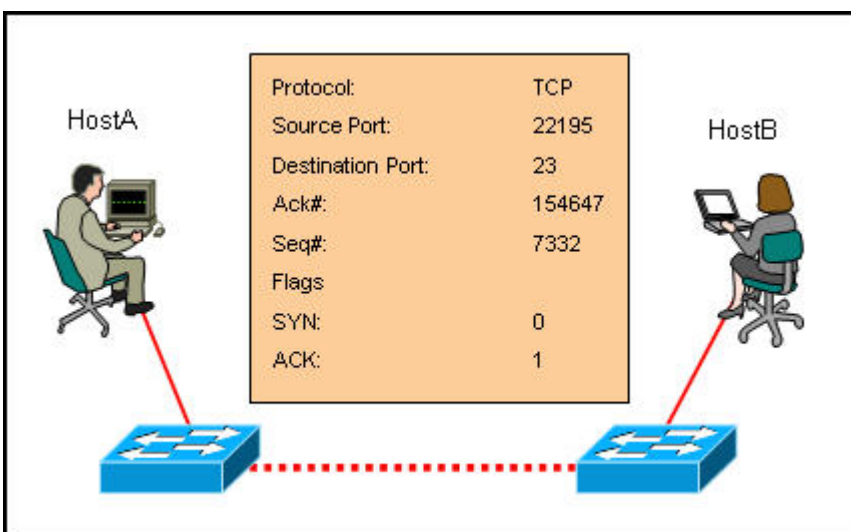 HostA
HostB
Protocol: TCP
Source Port: 22195
Destination Port: 23
Ack#: 154647
Seq#: 7332
Flags
SYN: 0
ACK: 1